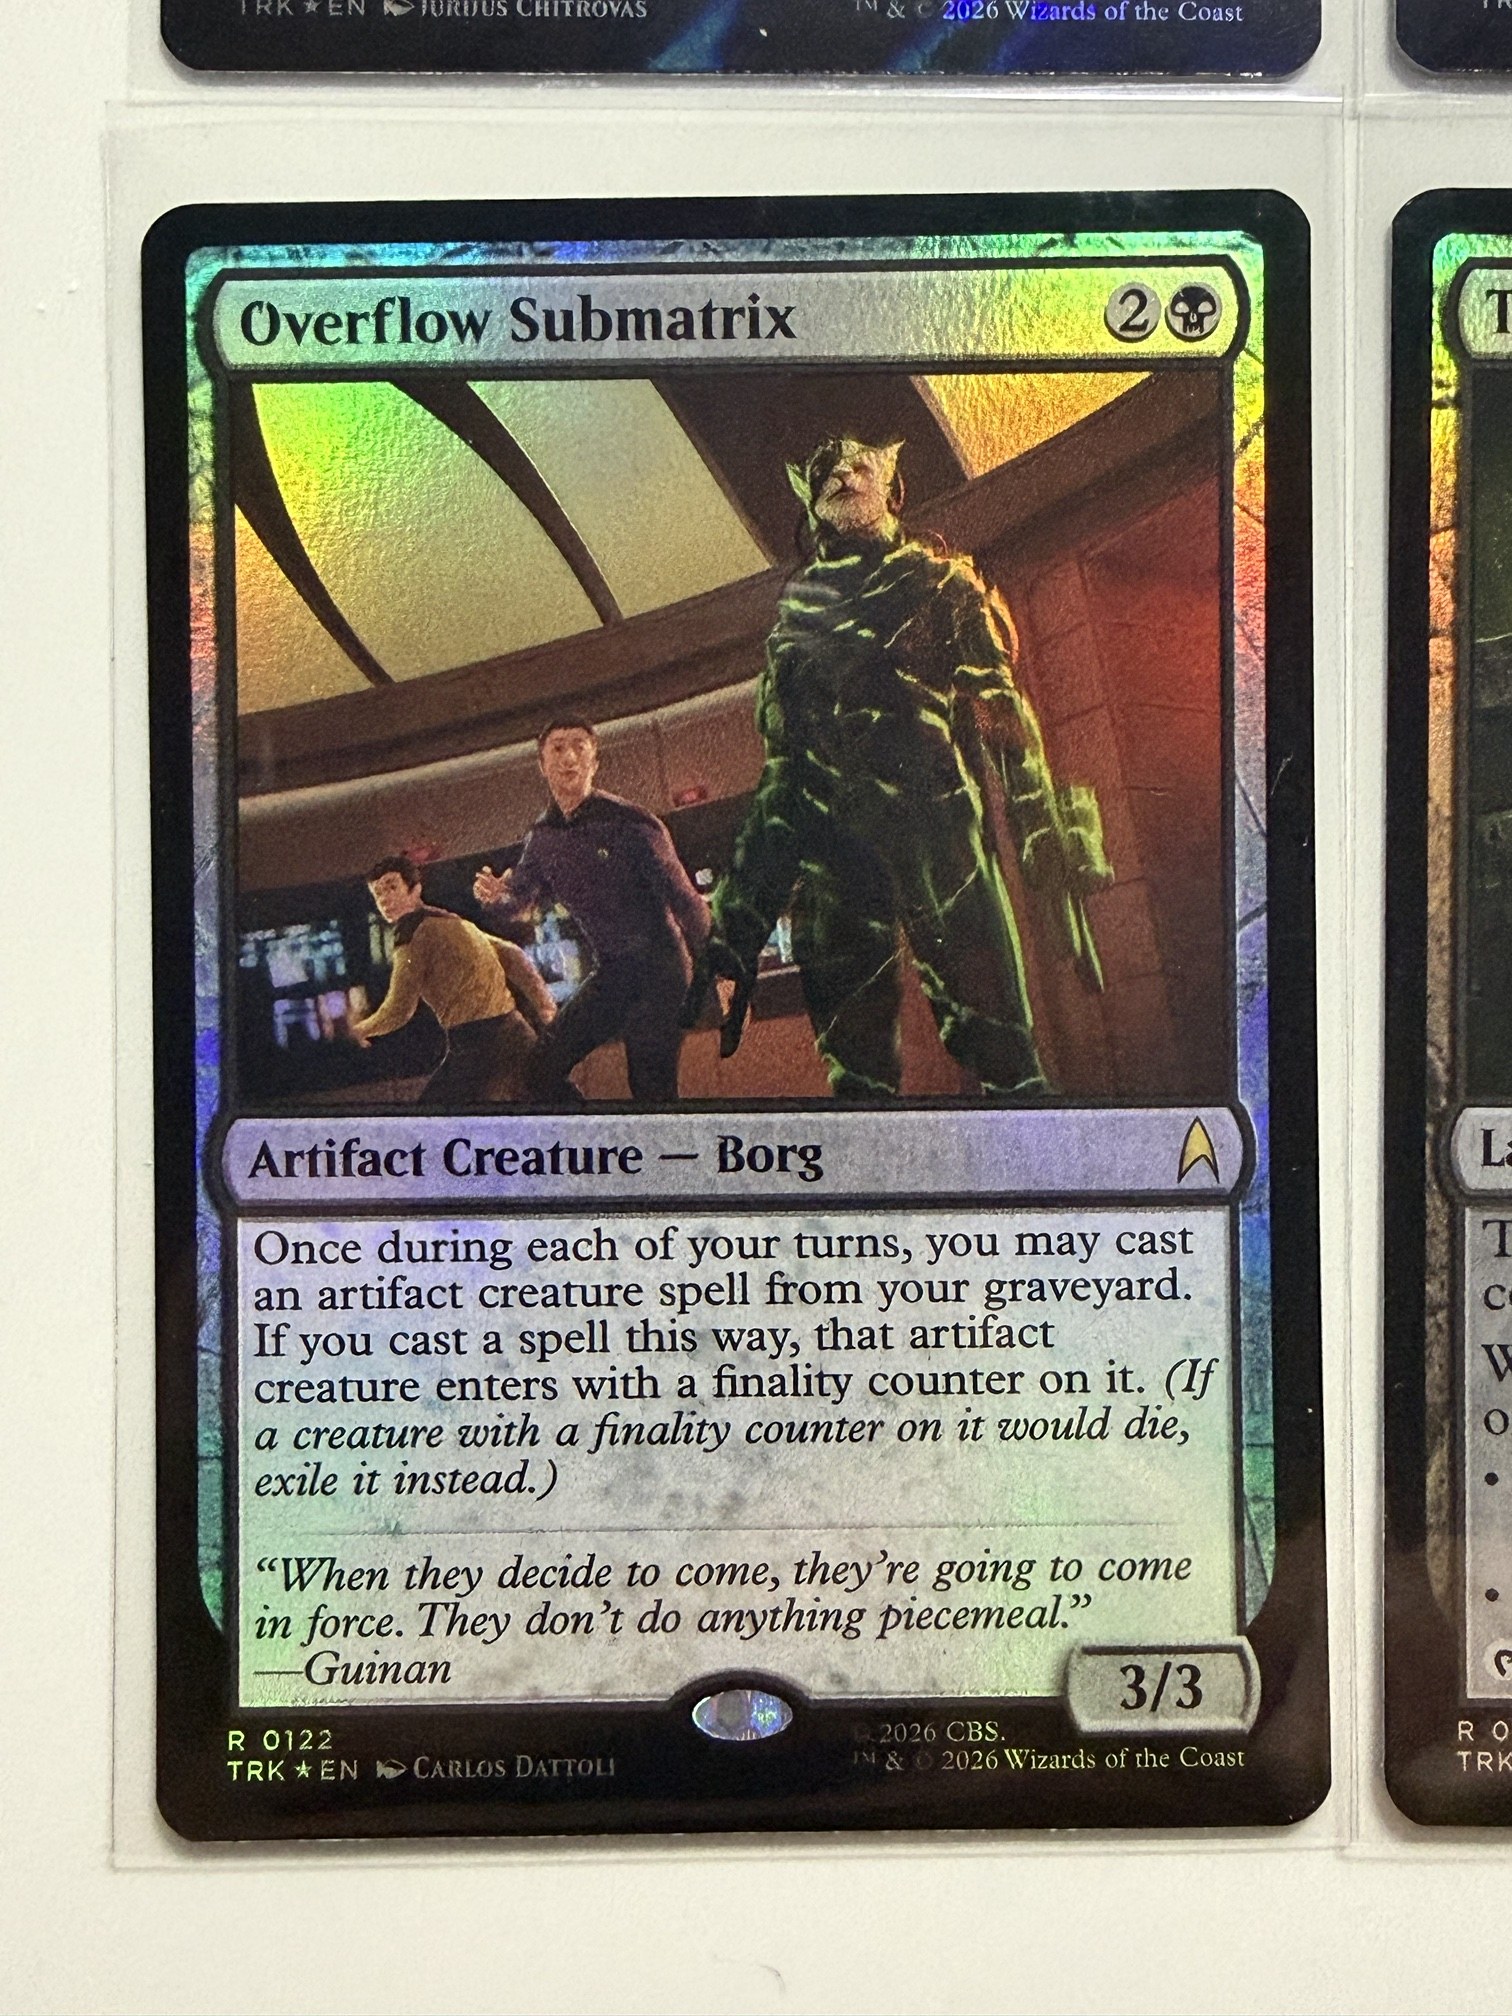 TRK ★ EN JURIJUS CHITROVAS
™ & © 2026 Wizards of the Coast
Overflow Submatrix
2
Artifact Creature — Borg
Once during each of your turns, you may cast
an artifact creature spell from your graveyard.
If you cast a spell this way, that artifact
creature enters with a finality counter on it. (If
a creature with a finality counter on it would die,
exile it instead.)
“When they decide to come, they’re going to come
in force. They don’t do anything piecemeal.”
—Guinan
3/3
R 0122
TRK ★ EN CARLOS DATTOLI
© 2026 CBS.
™ & © 2026 Wizards of the Coast